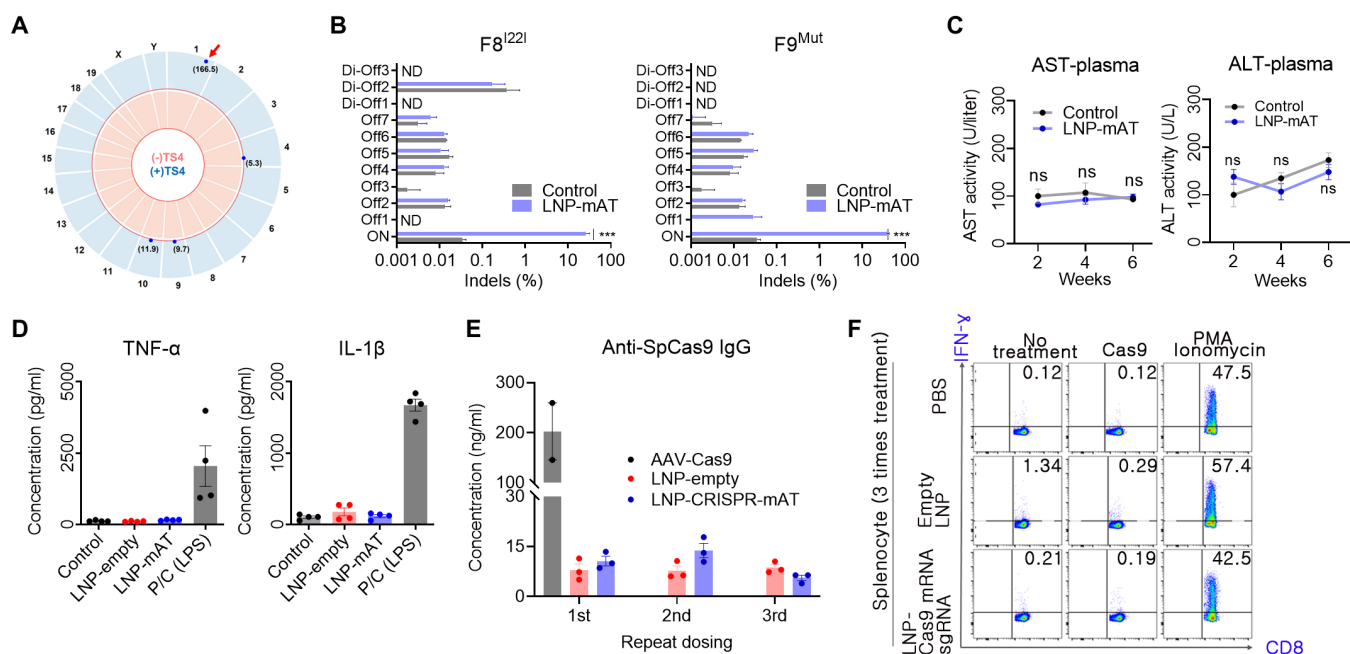 A
X
Y
1
2
3
4
5
6
7
8
9
10
11
12
13
14
15
16
17
18
19
(166.5)
(5.3)
(9.7)
(11.9)
(-)TS4
(+)TS4
B
F8^I22I
Di-Off3
Di-Off2
Di-Off1
Off7
Off6
Off5
Off4
Off3
Off2
Off1
ON
ND
ND
ND
***
Control
LNP-mAT
0.001 0.01 0.1 1 10 100
Indels (%)
F9^Mut
Di-Off3
Di-Off2
Di-Off1
Off7
Off6
Off5
Off4
Off3
Off2
Off1
ON
ND
ND
ND
***
Control
LNP-mAT
0.001 0.01 0.1 1 10 100
Indels (%)
C
AST-plasma
AST activity (U/liter)
300
200
100
0
Control
LNP-mAT
ns ns ns
2 4 6
Weeks
ALT-plasma
ALT activity (U/L)
300
200
100
0
Control
LNP-mAT
ns ns ns
2 4 6
Weeks
D
TNF-α
Concentration (pg/ml)
5000
2500
0
Control
LNP-empty
LNP-mAT
P/C (LPS)
IL-1β
Concentration (pg/ml)
2000
1000
0
Control
LNP-empty
LNP-mAT
P/C (LPS)
E
Anti-SpCas9 IgG
Concentration (ng/ml)
300
200
100
30
15
0
AAV-Cas9
LNP-empty
LNP-CRISPR-mAT
1st 2nd 3rd
Repeat dosing
F
IFN-ɣ
No treatment
Cas9
PMA Ionomycin
Splenocyte (3 times treatment)
PBS
0.12 0.12 47.5
Empty LNP
1.34 0.29 57.4
LNP-Cas9 mRNA sgRNA
0.21 0.19 42.5
CD8